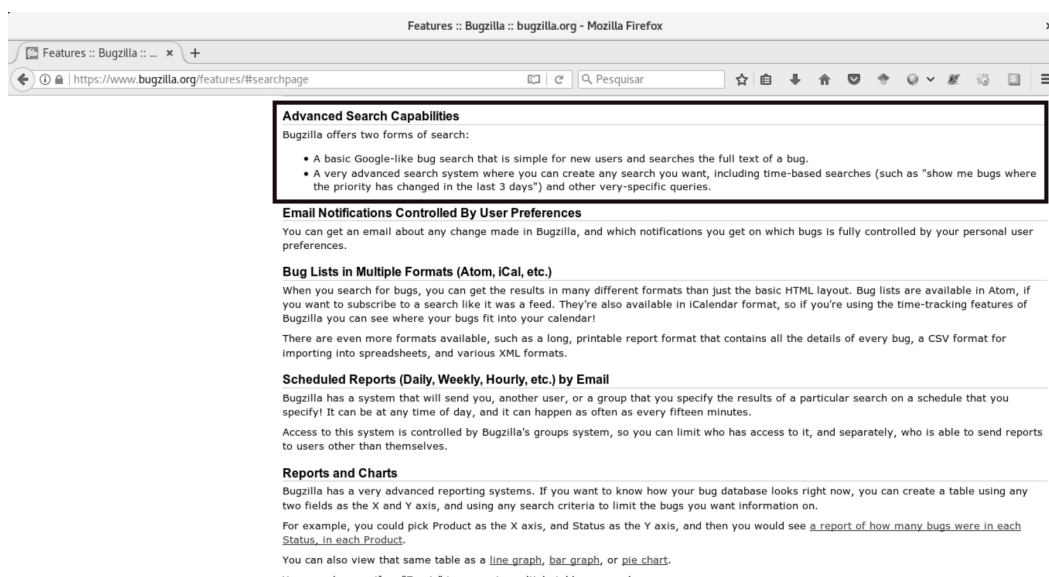 Features :: Bugzilla :: bugzilla.org - Mozilla Firefox
Features :: Bugzilla :: ...
https://www.bugzilla.org/features/#searchpage
Pesquisar
Advanced Search Capabilities
Bugzilla offers two forms of search:
• A basic Google-like bug search that is simple for new users and searches the full text of a bug.
• A very advanced search system where you can create any search you want, including time-based searches (such as "show me bugs where
the priority has changed in the last 3 days") and other very-specific queries.
Email Notifications Controlled By User Preferences
You can get an email about any change made in Bugzilla, and which notifications you get on which bugs is fully controlled by your personal user
preferences.
Bug Lists in Multiple Formats (Atom, iCal, etc.)
When you search for bugs, you can get the results in many different formats than just the basic HTML layout. Bug lists are available in Atom, if
you want to subscribe to a search like it was a feed. They're also available in iCalendar format, so if you're using the time-tracking features of
Bugzilla you can see where your bugs fit into your calendar!
There are even more formats available, such as a long, printable report format that contains all the details of every bug, a CSV format for
importing into spreadsheets, and various XML formats.
Scheduled Reports (Daily, Weekly, Hourly, etc.) by Email
Bugzilla has a system that will send you, another user, or a group that you specify the results of a particular search on a schedule that you
specify! It can be at any time of day, and it can happen as often as every fifteen minutes.
Access to this system is controlled by Bugzilla's groups system, so you can limit who has access to it, and separately, who is able to send reports
to users other than themselves.
Reports and Charts
Bugzilla has a very advanced reporting systems. If you want to know how your bug database looks right now, you can create a table using any
two fields as the X and Y axis, and using any search criteria to limit the bugs you want information on.
For example, you could pick Product as the X axis, and Status as the Y axis, and then you would see a report of how many bugs were in each
Status, in each Product.
You can also view that same table as a line graph, bar graph, or pie chart.